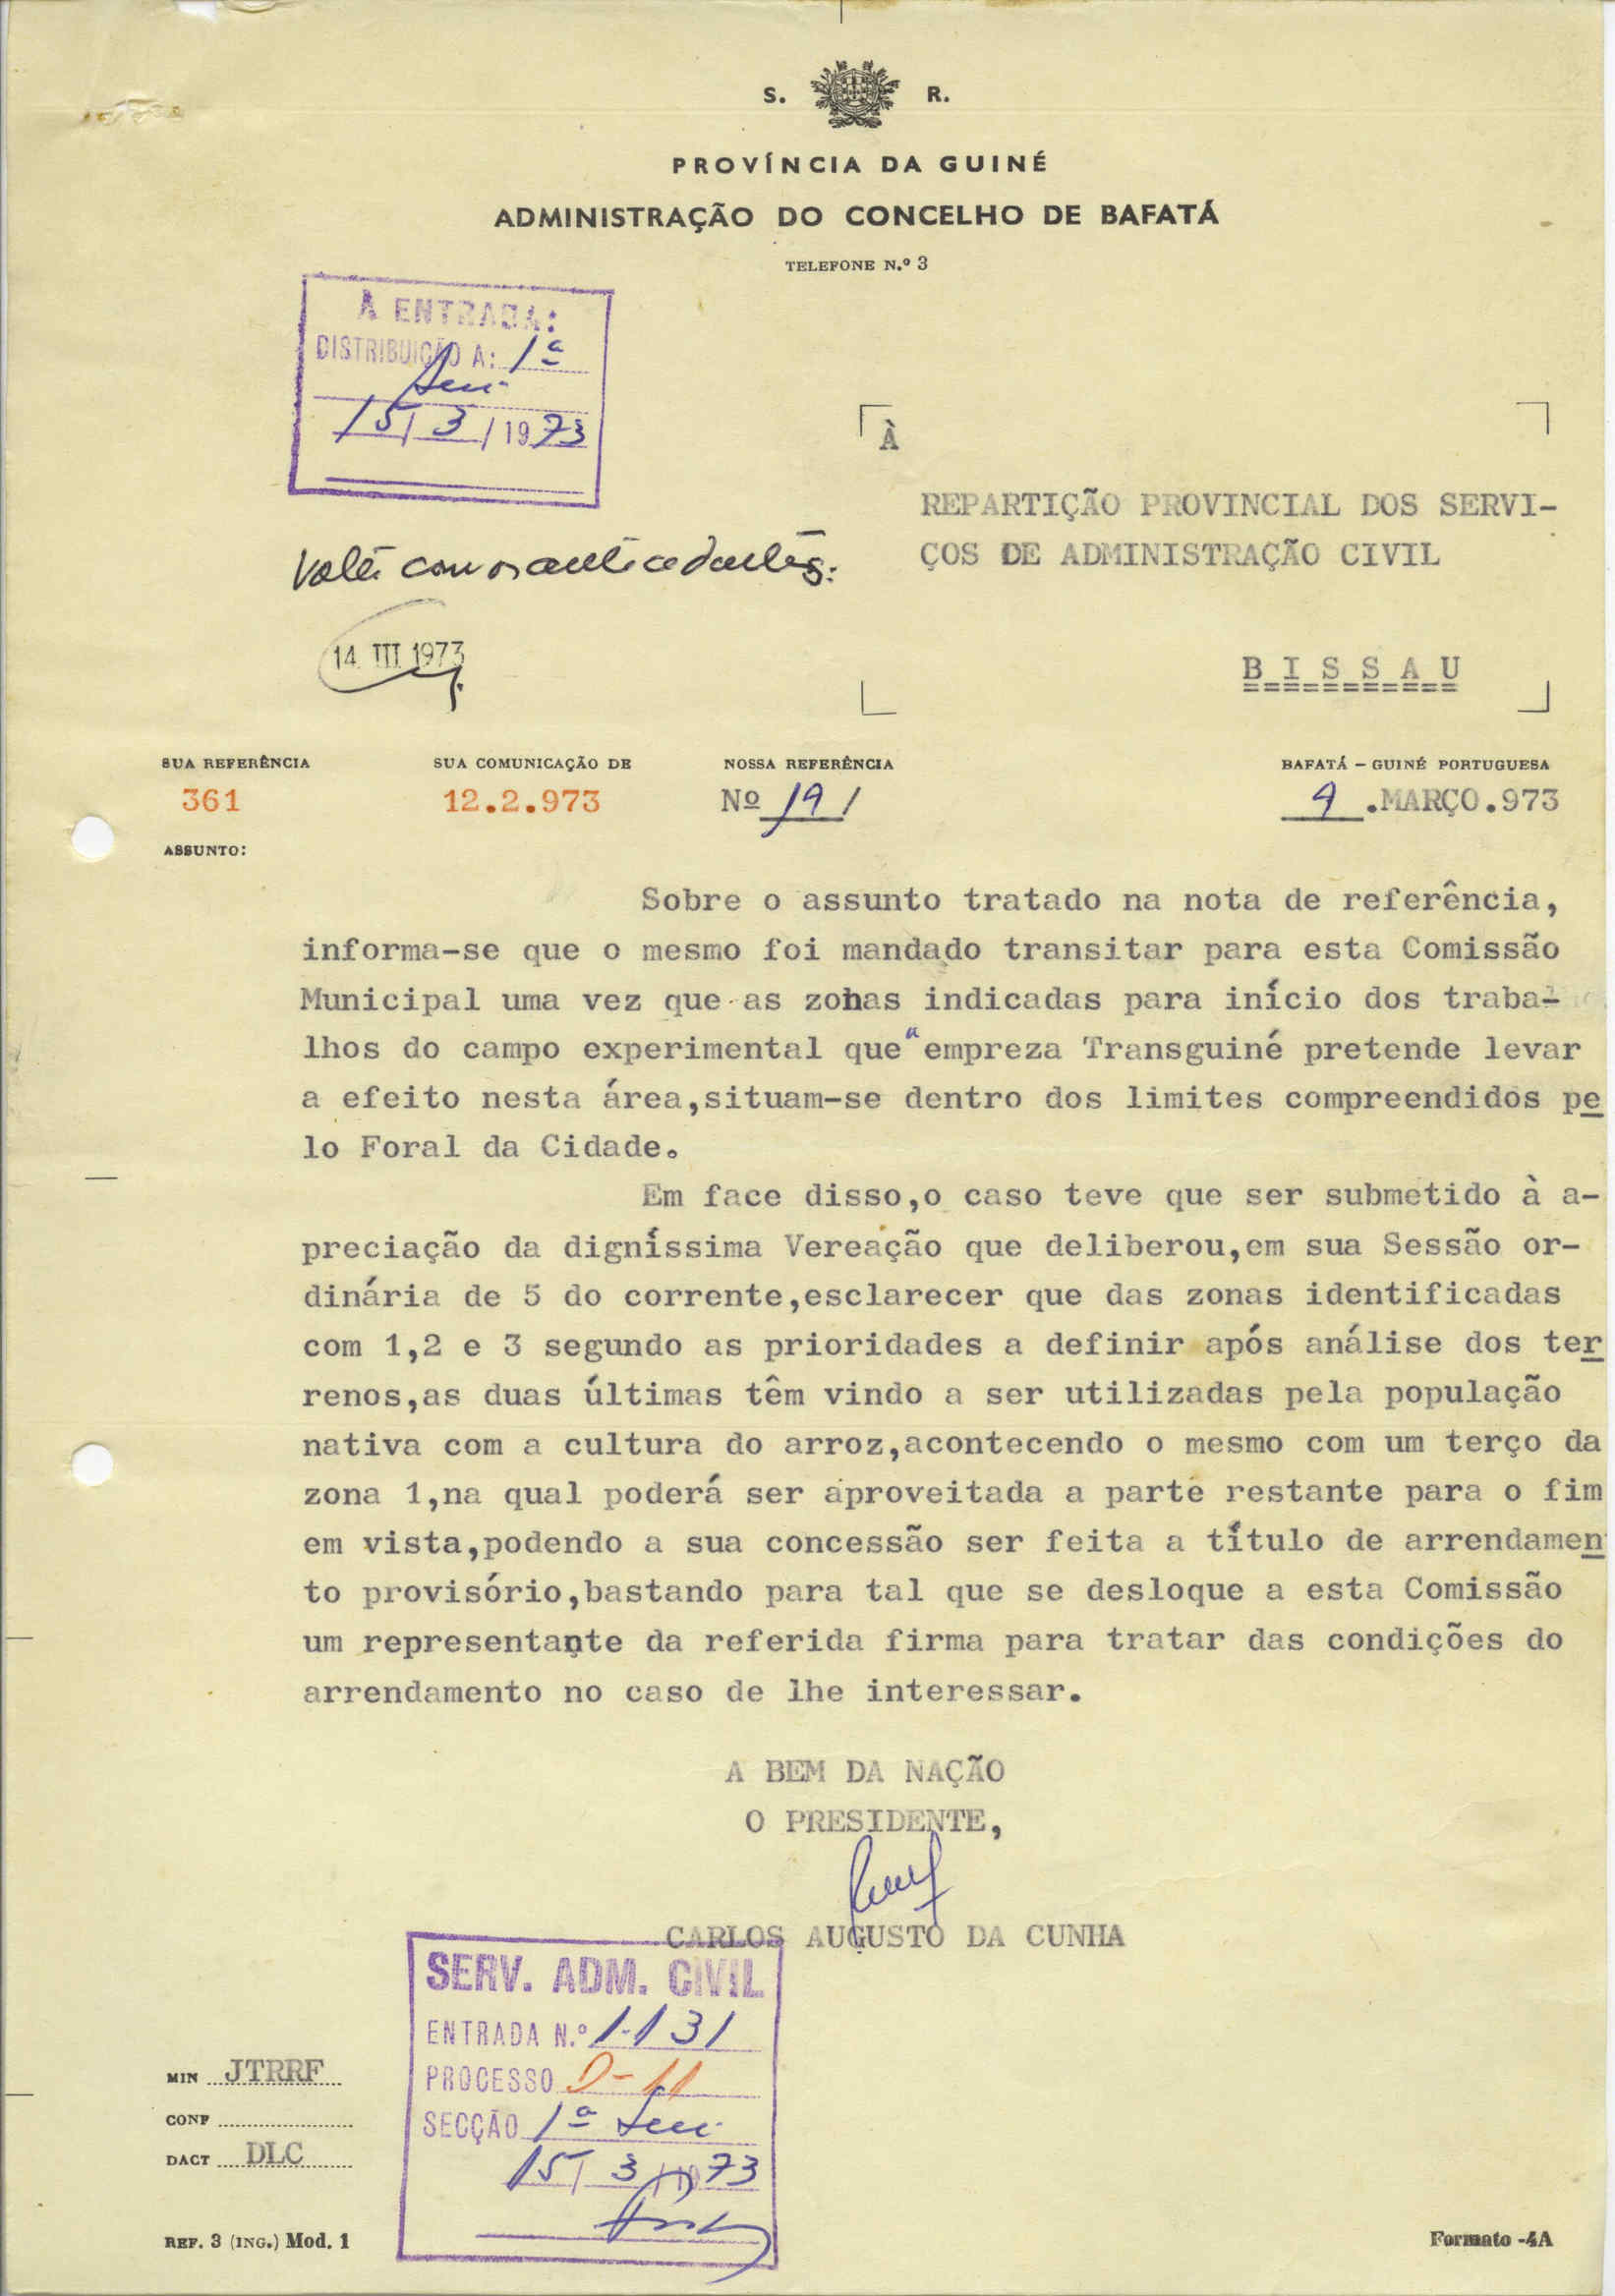 S. R.
PROVÍNCIA DA GUINÉ
ADMINISTRAÇÃO DO CONCELHO DE BAFATÁ
TELEFONE N.º 3
À ENTRADA:
DISTRIBUIÇÃO A: 1ª
15/3/1973
À
REPARTIÇÃO PROVINCIAL DOS SERVI-
ÇOS DE ADMINISTRAÇÃO CIVIL
com os antecedentes.
14 III 1973
B I S S A U
SUA REFERÊNCIA SUA COMUNICAÇÃO DE NOSSA REFERÊNCIA BAFATÁ – GUINÉ PORTUGUESA
361 12.2.973 Nº 191 9.MARÇO.973
ASSUNTO:
Sobre o assunto tratado na nota de referência,
informa-se que o mesmo foi mandado transitar para esta Comissão
Municipal uma vez que as zonas indicadas para início dos traba-
lhos do campo experimental que a empreza Transguiné pretende levar
a efeito nesta área,situam-se dentro dos limites compreendidos pe
lo Foral da Cidade.
Em face disso,o caso teve que ser submetido à a-
preciação da digníssima Vereação que deliberou,em sua Sessão or-
dinária de 5 do corrente,esclarecer que das zonas identificadas
com 1,2 e 3 segundo as prioridades a definir após análise dos ter
renos,as duas últimas têm vindo a ser utilizadas pela população
nativa com a cultura do arroz,acontecendo o mesmo com um terço da
zona 1,na qual poderá ser aproveitada a parte restante para o fim
em vista,podendo a sua concessão ser feita a título de arrendamen
to provisório,bastando para tal que se desloque a esta Comissão
um representante da referida firma para tratar das condições do
arrendamento no caso de lhe interessar.
A BEM DA NAÇÃO
O PRESIDENTE,
CARLOS AUGUSTO DA CUNHA
SERV. ADM. CIVIL
ENTRADA N.º 1.131
PROCESSO D-11
SECÇÃO 1ª
15/3/1973
MIN JTRRF
CONF
DACT DLC
REF. 3 (ING.) Mod. 1
Formato -4A